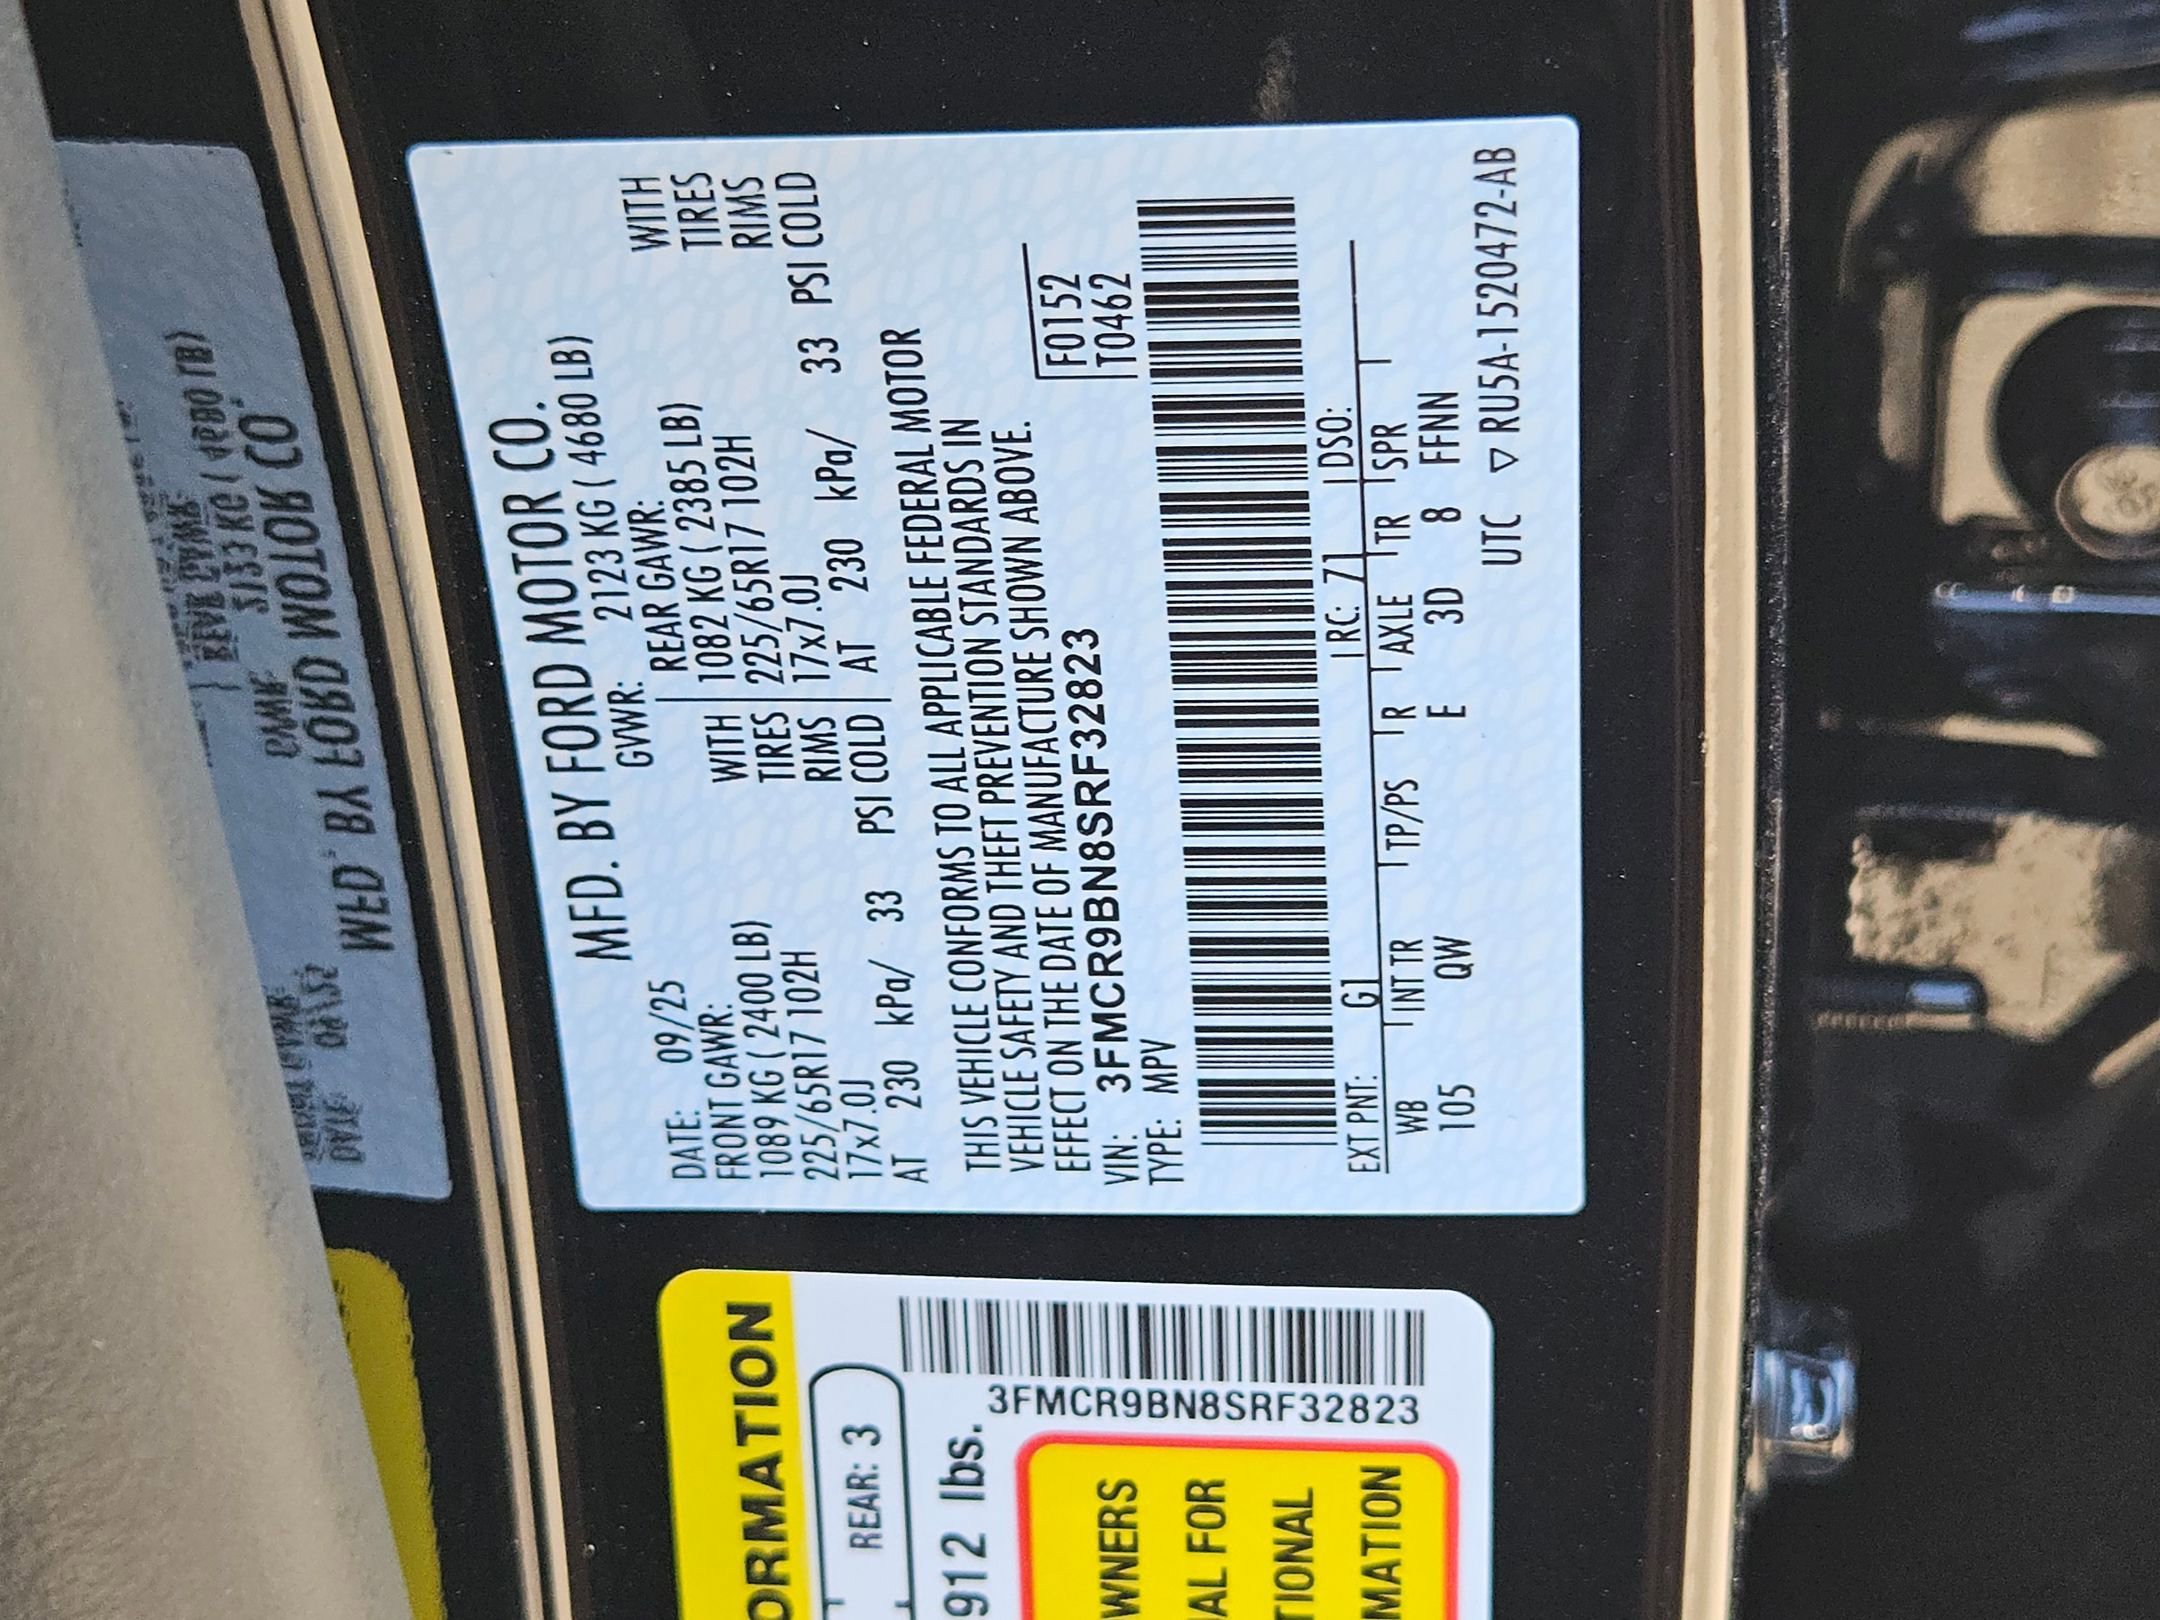 MFD. BY FORD MOTOR CO.
DATE: 09/25 GVWR: 2123 KG ( 4680 LB)
FRONT GAWR: REAR GAWR:
1089 KG ( 2400 LB) WITH 1082 KG ( 2385 LB) WITH
225/65R17 102H TIRES 225/65R17 102H TIRES
17x7.0J RIMS 17x7.0J RIMS
AT 230 kPa/ 33 PSI COLD AT 230 kPa/ 33 PSI COLD
THIS VEHICLE CONFORMS TO ALL APPLICABLE FEDERAL MOTOR
VEHICLE SAFETY AND THEFT PREVENTION STANDARDS IN
EFFECT ON THE DATE OF MANUFACTURE SHOWN ABOVE.
VIN: 3FMCR9BN8SRF32823 F0152
TYPE: MPV T0462
EXT PNT: G1 RC: 71 DSO:
WB INT TR TP/PS R AXLE TR SPR
105 QW E 3D 8 FFNN
UTC ▽ RU5A-1520472-AB
ORMATION
REAR: 3
912 lbs.
3FMCR9BN8SRF32823
WNERS
AL FOR
TIONAL
MATION